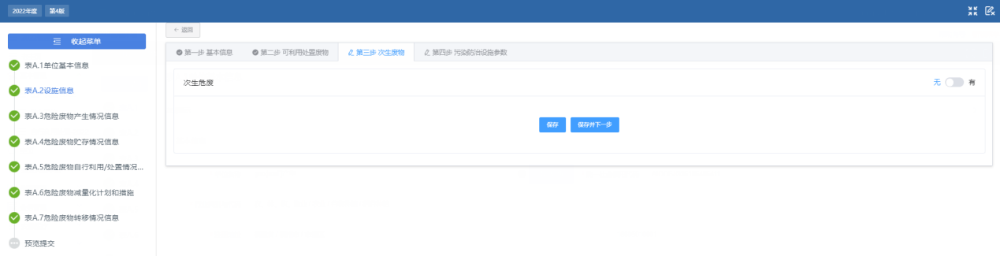 2022年度 第4版
收起菜单
← 返回
表A.1单位基本信息
表A.2设施信息
表A.3危险废物产生情况信息
表A.4危险废物贮存情况信息
表A.5危险废物自行利用/处置情况...
表A.6危险废物减量化计划和措施
表A.7危险废物转移情况信息
预览提交
第一步 基本信息 第二步 可利用处置废物 第三步 次生废物 第四步 污染防治设施参数
次生危废 无 有
保存 保存并下一步